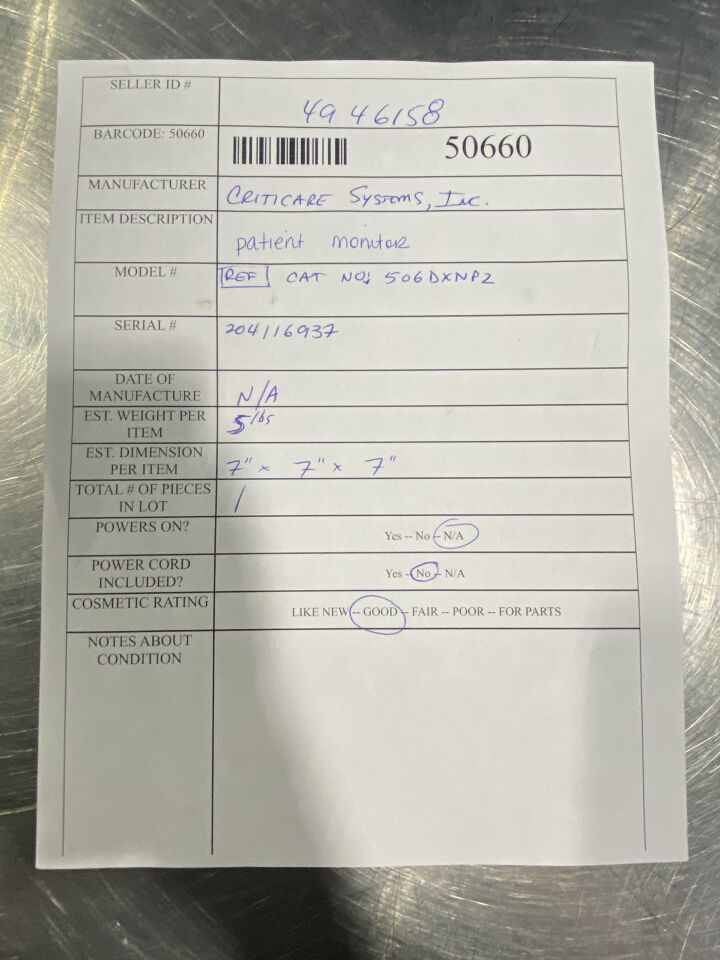 SELLER ID #
4946158
BARCODE: 50660
50660
MANUFACTURER
CRITICARE SYSTEMS, INC.
ITEM DESCRIPTION
patient monitor
MODEL #
REF CAT NO: 506DXNP2
SERIAL #
204116937
DATE OF
MANUFACTURE
N/A
EST. WEIGHT PER
ITEM
5 lbs
EST. DIMENSION
PER ITEM
7" x 7" x 7"
TOTAL # OF PIECES
IN LOT
1
POWERS ON?
Yes -- No -- N/A
POWER CORD
INCLUDED?
Yes -- No -- N/A
COSMETIC RATING
LIKE NEW -- GOOD -- FAIR -- POOR -- FOR PARTS
NOTES ABOUT
CONDITION